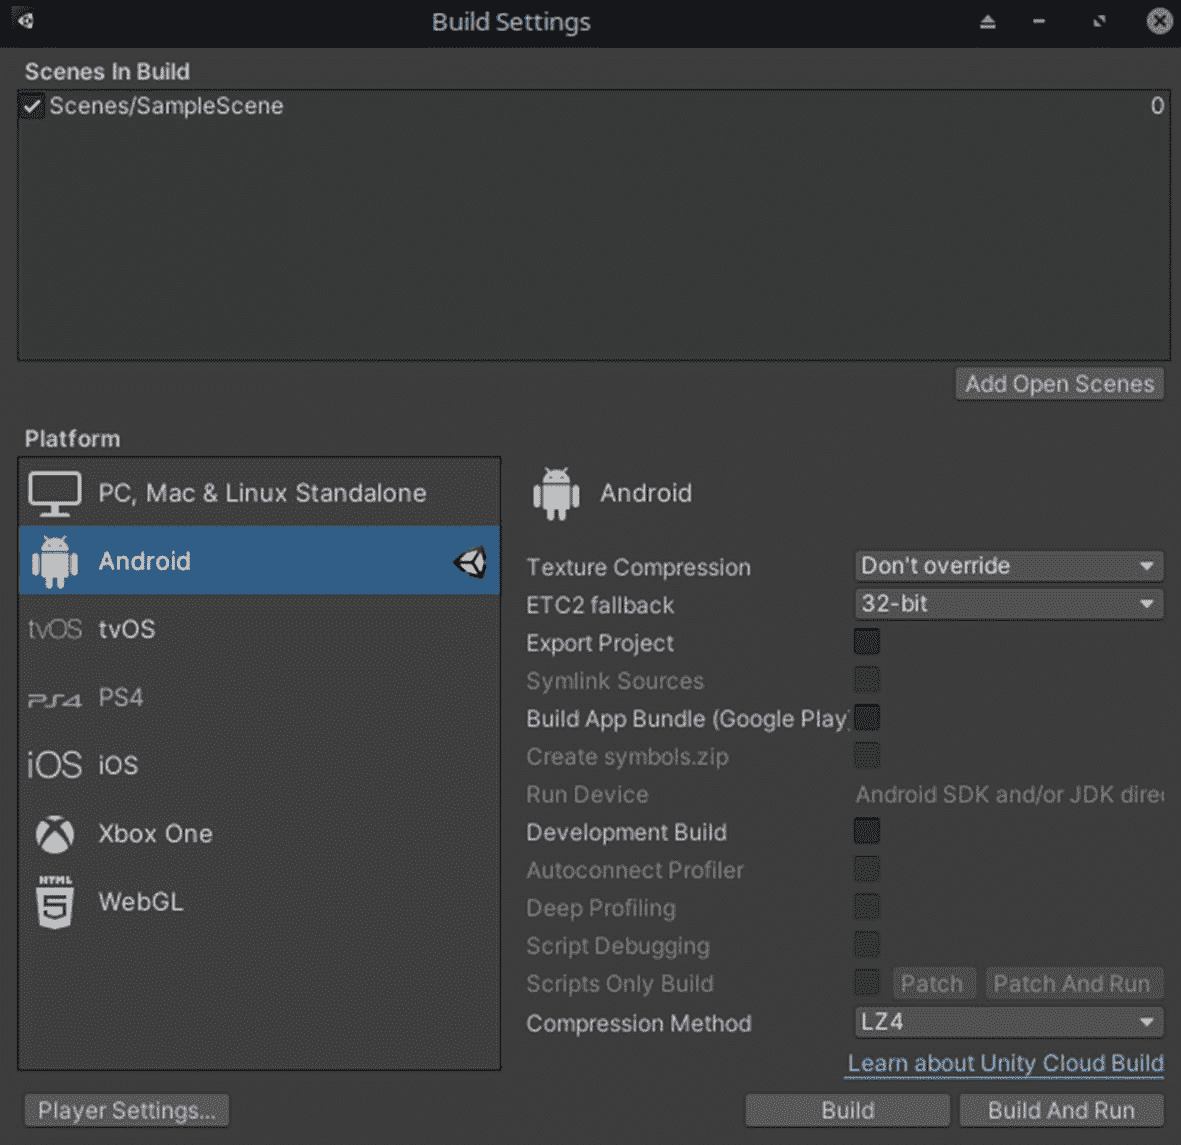 Build Settings
Scenes In Build
Scenes/SampleScene 0
Add Open Scenes
Platform
PC, Mac & Linux Standalone
Android
tvOS tvOS
PS4 PS4
iOS iOS
Xbox One
HTML
5 WebGL
Android
Texture Compression Don't override
ETC2 fallback 32-bit
Export Project
Symlink Sources
Build App Bundle (Google Play)
Create symbols.zip
Run Device Android SDK and/or JDK dire
Development Build
Autoconnect Profiler
Deep Profiling
Script Debugging
Scripts Only Build Patch Patch And Run
Compression Method LZ4
Learn about Unity Cloud Build
Player Settings... Build Build And Run